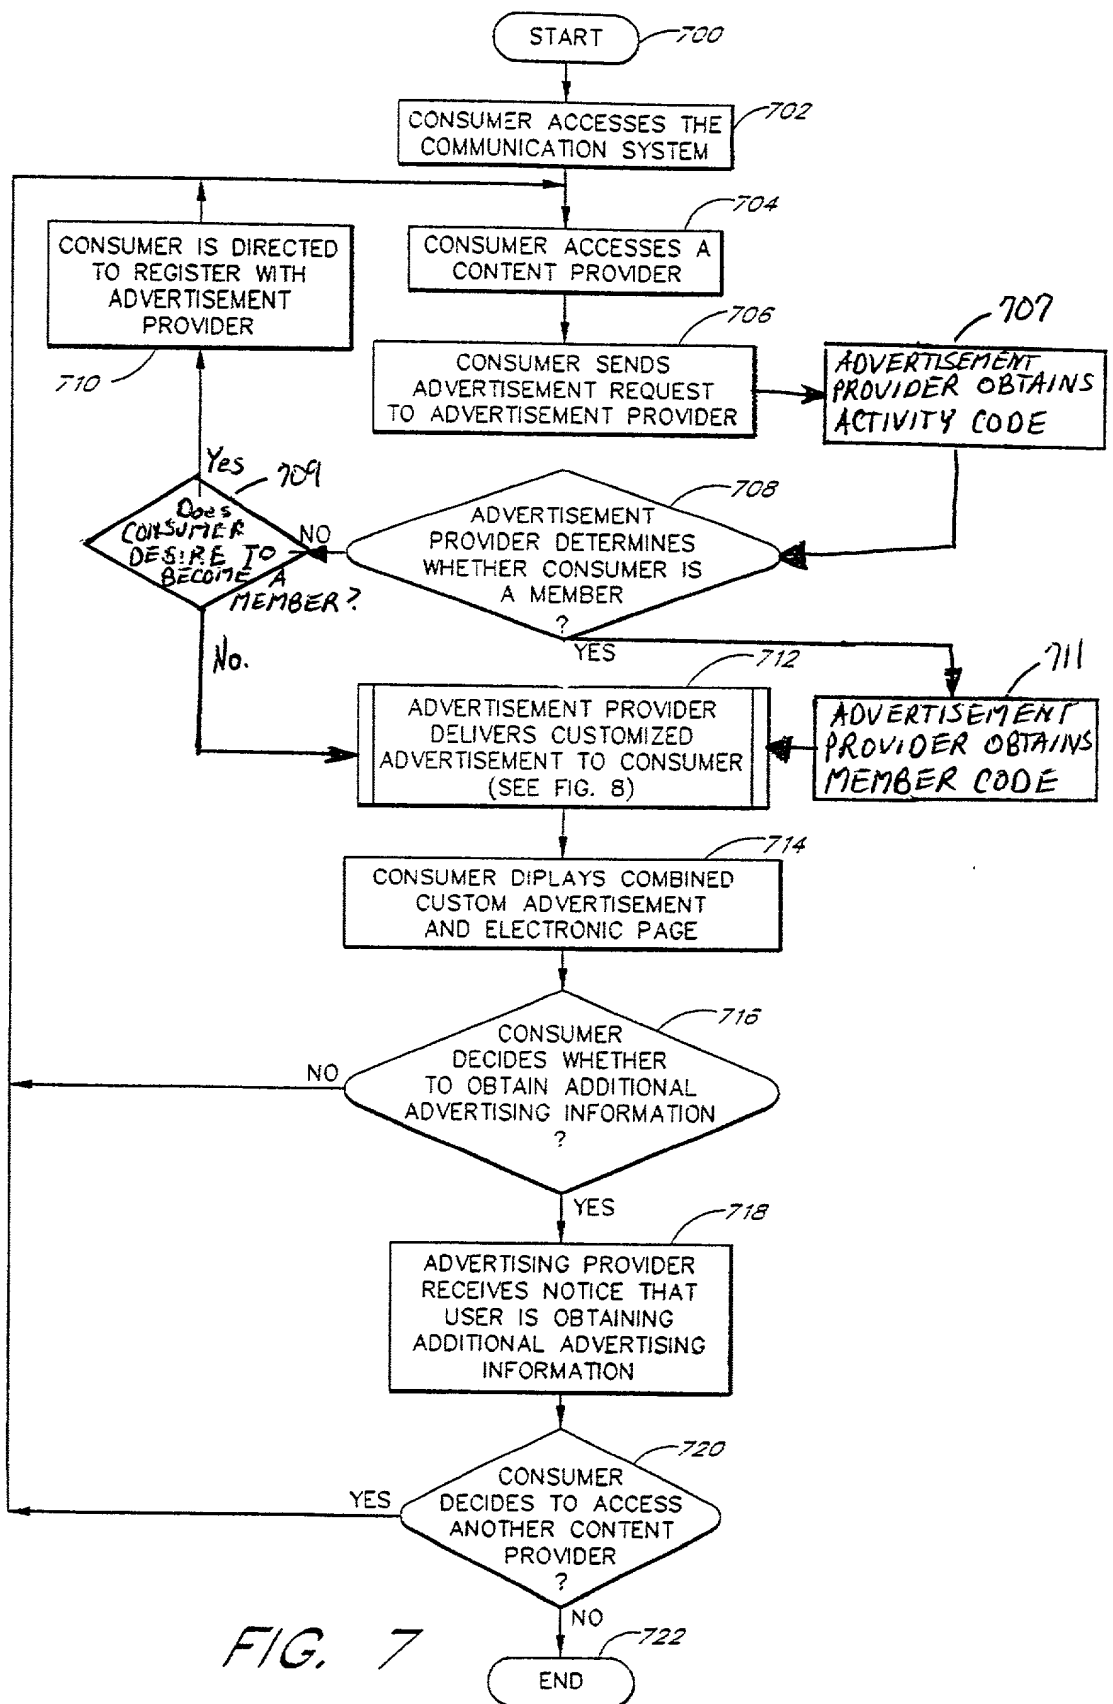 START
700
CONSUMER ACCESSES THE
COMMUNICATION SYSTEM
702
CONSUMER ACCESSES A
CONTENT PROVIDER
704
CONSUMER IS DIRECTED
TO REGISTER WITH
ADVERTISEMENT
PROVIDER
710
CONSUMER SENDS
ADVERTISEMENT REQUEST
TO ADVERTISEMENT PROVIDER
706
707
ADVERTISEMENT
PROVIDER OBTAINS
ACTIVITY CODE
ADVERTISEMENT
PROVIDER DETERMINES
WHETHER CONSUMER IS
A MEMBER
?
708
NO
YES
Yes
709
Does
CONSUMER
DESIRE TO
BECOME A
MEMBER?
No.
711
ADVERTISEMENT
PROVIDER OBTAINS
MEMBER CODE
712
ADVERTISEMENT PROVIDER
DELIVERS CUSTOMIZED
ADVERTISEMENT TO CONSUMER
(SEE FIG. 8)
714
CONSUMER DIPLAYS COMBINED
CUSTOM ADVERTISEMENT
AND ELECTRONIC PAGE
716
CONSUMER
DECIDES WHETHER
TO OBTAIN ADDITIONAL
ADVERTISING INFORMATION
?
NO
YES
718
ADVERTISING PROVIDER
RECEIVES NOTICE THAT
USER IS OBTAINING
ADDITIONAL ADVERTISING
INFORMATION
720
CONSUMER
DECIDES TO ACCESS
ANOTHER CONTENT
PROVIDER
?
YES
NO
722
END
FIG. 7